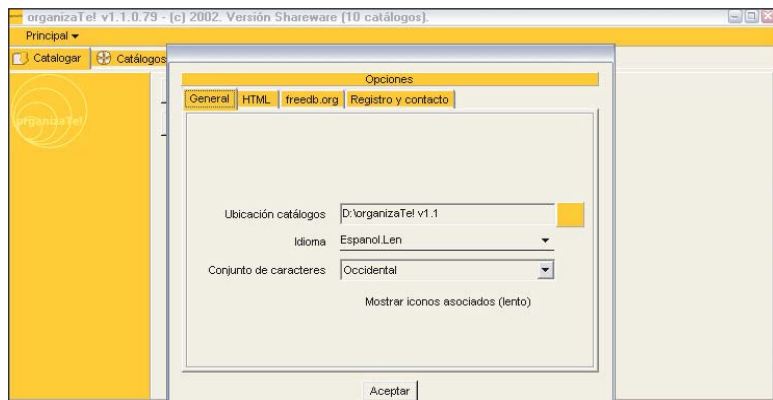 organizaTe! v1.1.0.79 - (c) 2002. Versión Shareware (10 catálogos).
Principal
Catalogar
Catálogos
organizaTe!
Opciones
General
HTML
freedb.org
Registro y contacto
Ubicación catálogos
D:\organizaTe! v1.1
Idioma
Espanol.Len
Conjunto de caracteres
Occidental
Mostrar iconos asociados (lento)
Aceptar